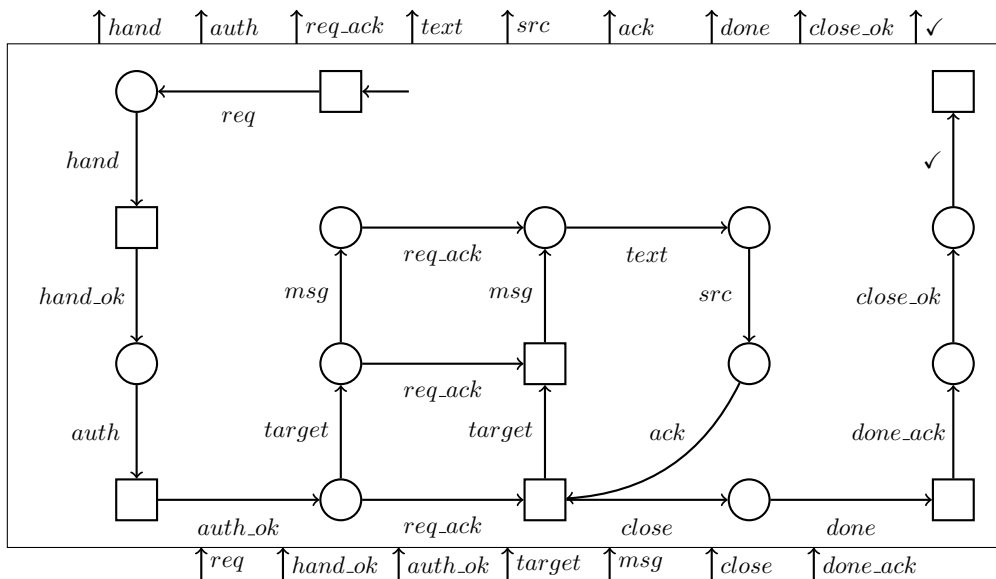 hand auth req_ack text src ack done close_ok ✓
req
hand ✓
hand_ok msg req_ack msg text src close_ok
auth target req_ack target ack done_ack
auth_ok req_ack close done
req hand_ok auth_ok target msg close done_ack